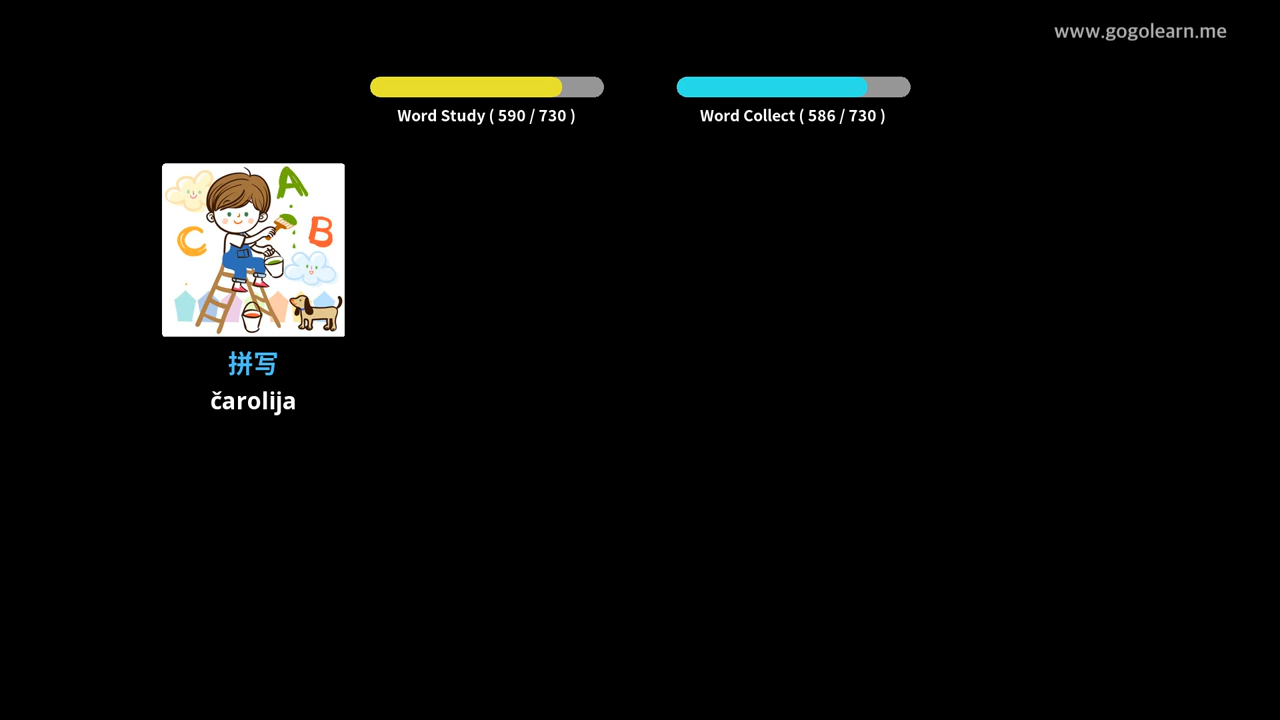 www.gogolearn.me
Word Study ( 590 / 730 )
Word Collect ( 586 / 730 )
A
B
C
拼写
čarolija